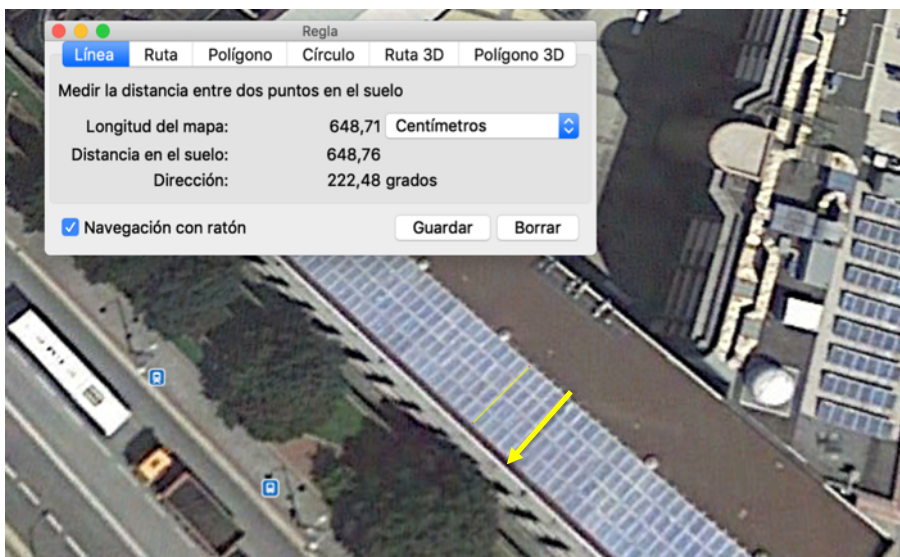 Regla
Línea Ruta Polígono Círculo Ruta 3D Polígono 3D
Medir la distancia entre dos puntos en el suelo
Longitud del mapa: 648,71 Centímetros
Distancia en el suelo: 648,76
Dirección: 222,48 grados
Navegación con ratón Guardar Borrar